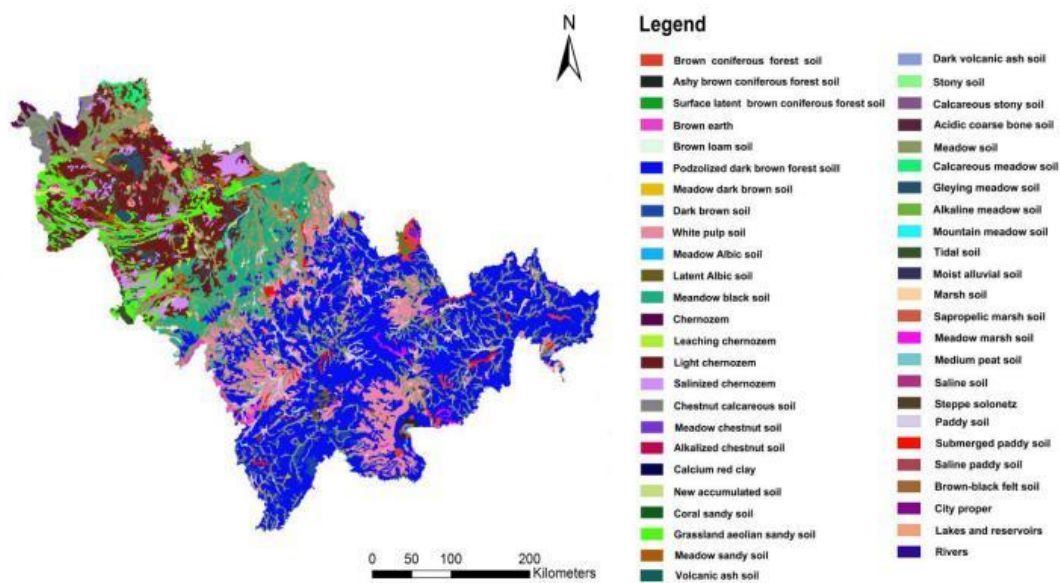 N
Legend
Brown coniferous forest soil
Ashy brown coniferous forest soil
Surface latent brown coniferous forest soil
Brown earth
Brown loam soil
Podzolized dark brown forest soill
Meadow dark brown soil
Dark brown soil
White pulp soil
Meadow Albic soil
Latent Albic soil
Meandow black soil
Chernozem
Leaching chernozem
Light chernozem
Salinized chernozem
Chestnut calcareous soil
Meadow chestnut soil
Alkalized chestnut soil
Calcium red clay
New accumulated soil
Coral sandy soil
Grassland aeolian sandy soil
Meadow sandy soil
Volcanic ash soil
Dark volcanic ash soil
Stony soil
Calcareous stony soil
Acidic coarse bone soil
Meadow soil
Calcareous meadow soil
Gleying meadow soil
Alkaline meadow soil
Mountain meadow soil
Tidal soil
Moist alluvial soil
Marsh soil
Sapropelic marsh soil
Meadow marsh soil
Medium peat soil
Saline soil
Steppe solonetz
Paddy soil
Submerged paddy soil
Saline paddy soil
Brown-black felt soil
City proper
Lakes and reservoirs
Rivers
0 50 100 200
Kilometers